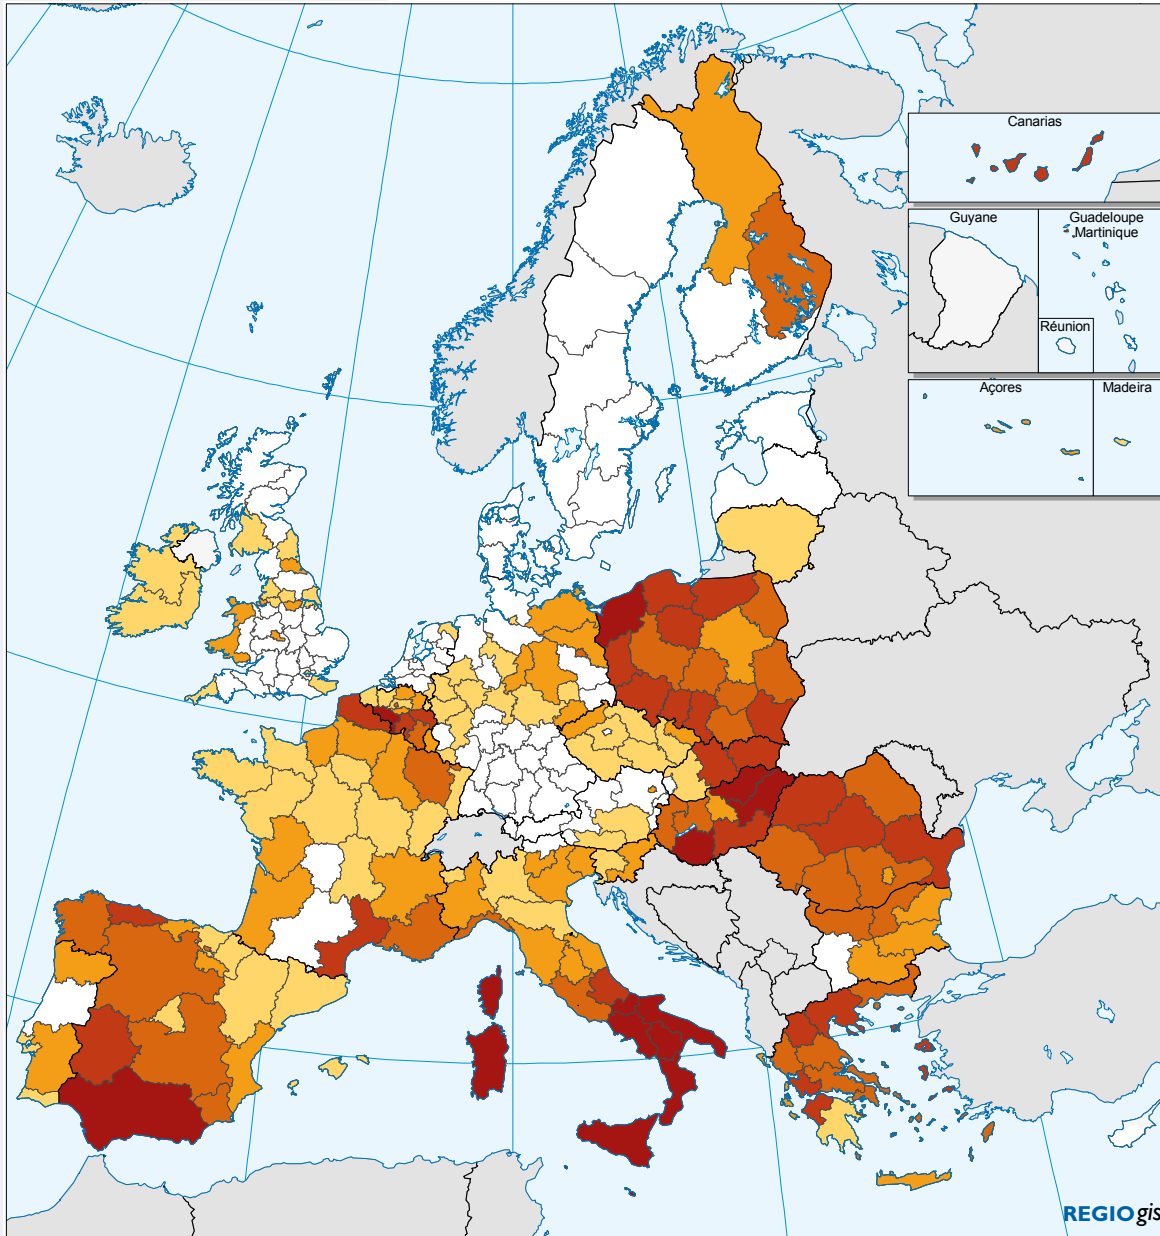 Canarias
Guyane
Guadeloupe
Martinique
Réunion
Açores
Madeira
REGIOgis